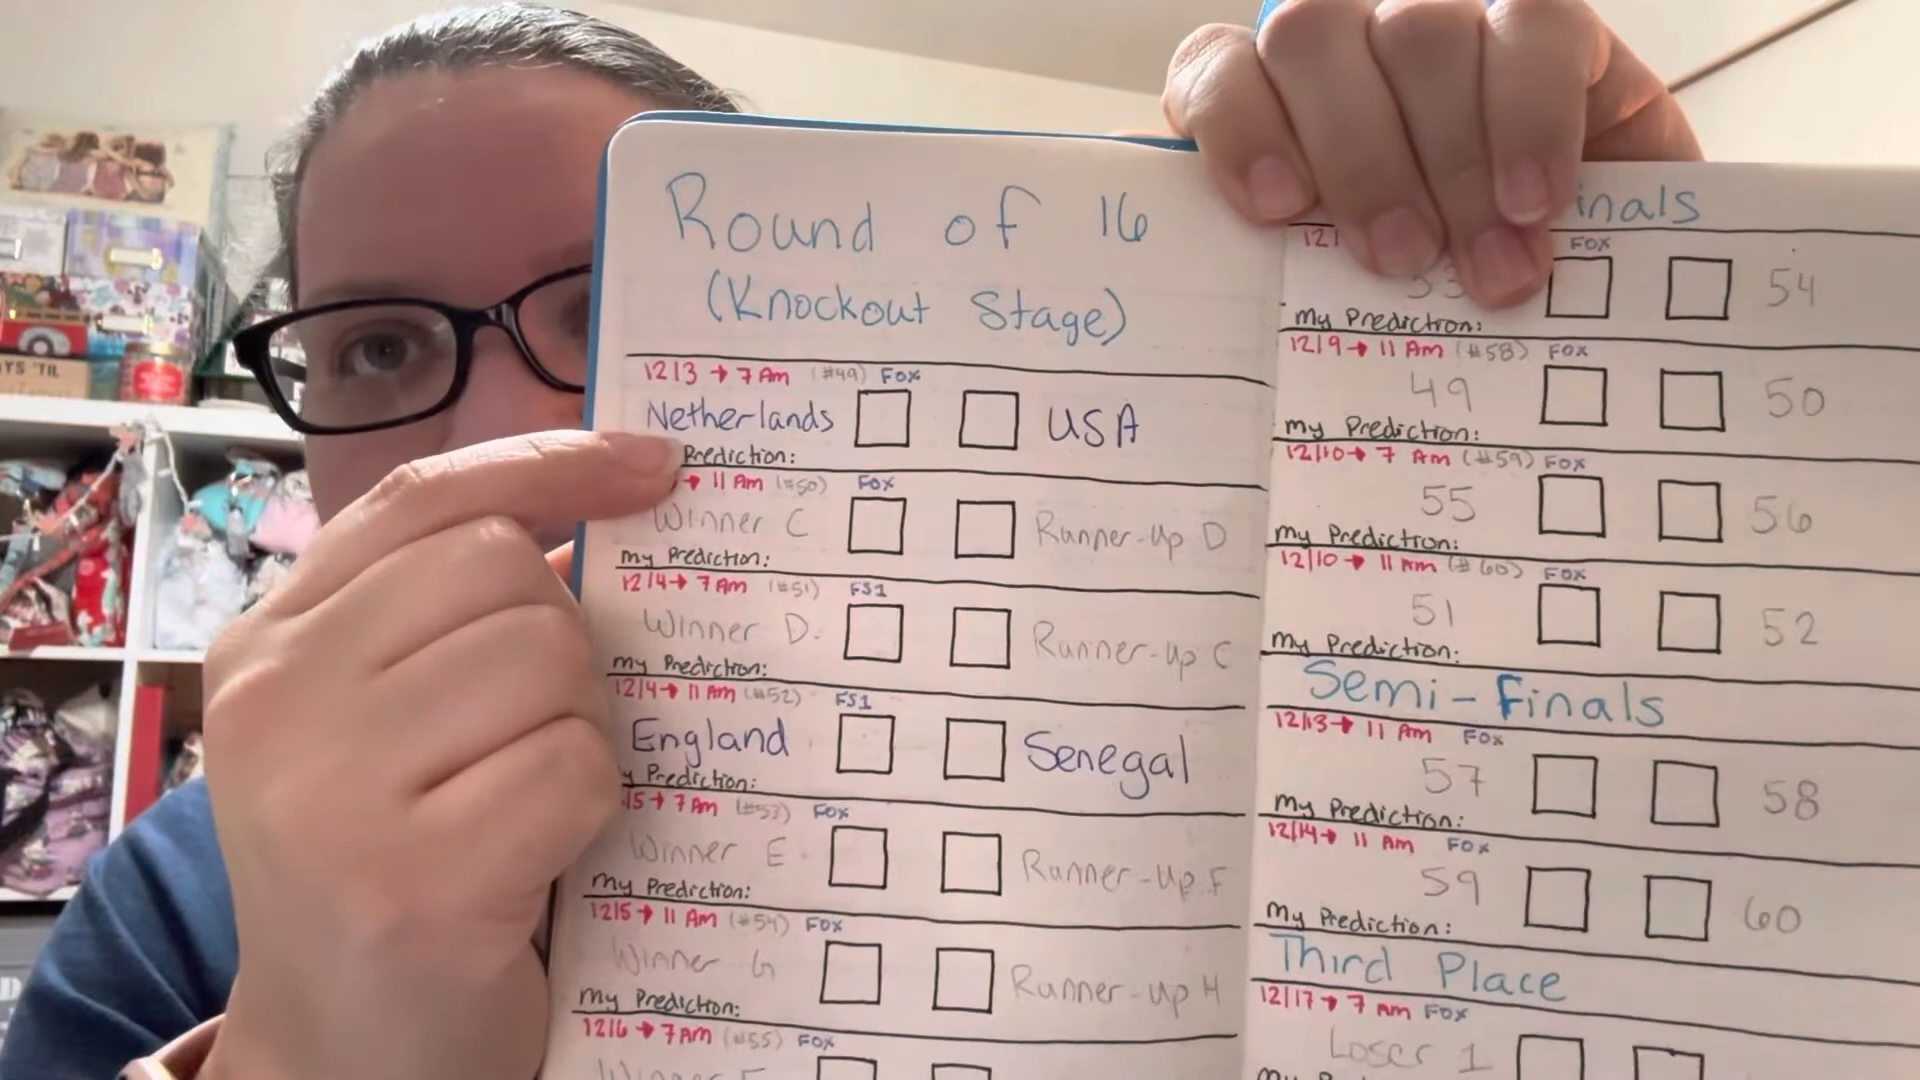 Round of 16
(Knockout Stage)
12/3 → 7 Am (#49) FOX
Netherlands USA
Prediction:
→ 11 Am (#50) FOX
Winner C Runner-up D
my Prediction:
12/4 → 7 Am (#51) FS1
Winner D Runner-up C
my Prediction:
12/4 → 11 Am (#52) FS1
England Senegal
y Prediction:
/5 → 7 Am (#53) FOX
Winner E Runner-up F
my Prediction:
12/5 → 11 Am (#54) FOX
Winner G Runner-up H
my Prediction:
12/6 → 7 Am (#55) FOX
Winner F
inals
12/ FOX
53 54
my Prediction:
12/9 → 11 Am (#58) FOX
49 50
my Prediction:
12/10 → 7 Am (#59) FOX
55 56
my Prediction:
12/10 → 11 Am (#60) FOX
51 52
my Prediction:
Semi-Finals
12/13 → 11 Am FOX
57 58
my Prediction:
12/14 → 11 Am FOX
59 60
my Prediction:
Third Place
12/17 → 7 Am FOX
Loser 1
YS 'TIL